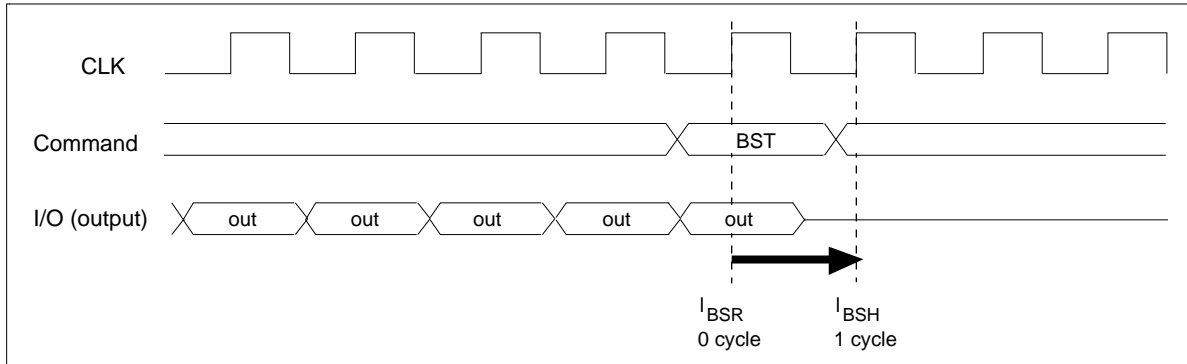 CLK
Command
BST
I/O (output)
out out out out out
I BSR I BSH
0 cycle 1 cycle